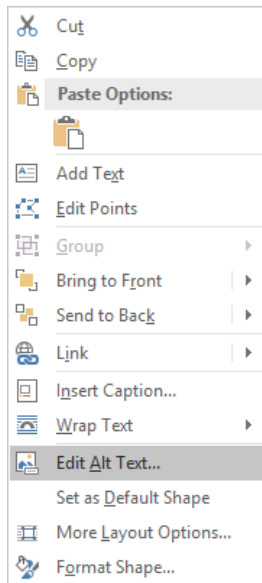 Cut
Copy
Paste Options:
Add Text
Edit Points
Group
Bring to Front
Send to Back
Link
Insert Caption...
Wrap Text
Edit Alt Text...
Set as Default Shape
More Layout Options...
Format Shape...